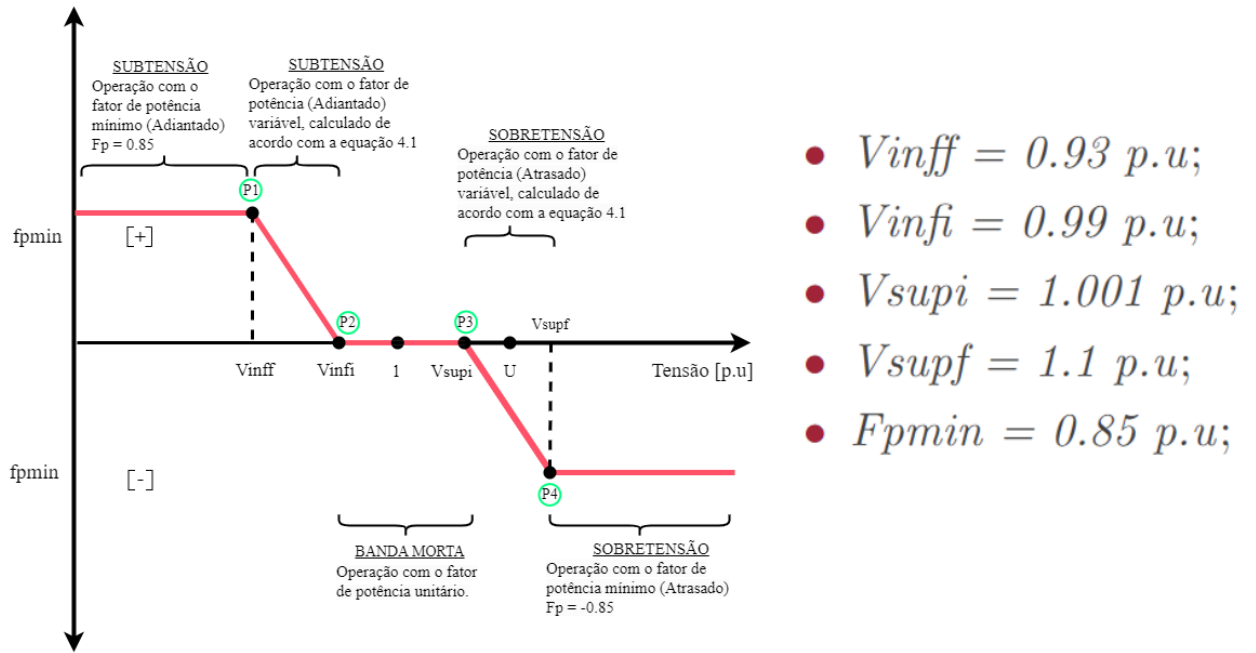 SUBTENSÃO
Operação com o
fator de potência
mínimo (Adiantado)
Fp = 0.85
SUBTENSÃO
Operação com o fator de
potência (Adiantado)
variável, calculado de
acordo com a equação 4.1
SOBRETENSÃO
Operação com o fator de
potência (Atrasado)
variável, calculado de
acordo com a equação 4.1
P1
fpmin
[+]
P2
P3
Vsupf
Vinff
Vinfi
1
Vsupi
U
Tensão [p.u]
fpmin
[-]
P4
BANDA MORTA
Operação com o fator
de potência unitário.
SOBRETENSÃO
Operação com o fator de
potência mínimo (Atrasado)
Fp = -0.85
• Vinff = 0.93 p.u;
• Vinfi = 0.99 p.u;
• Vsupi = 1.001 p.u;
• Vsupf = 1.1 p.u;
• Fpmin = 0.85 p.u;